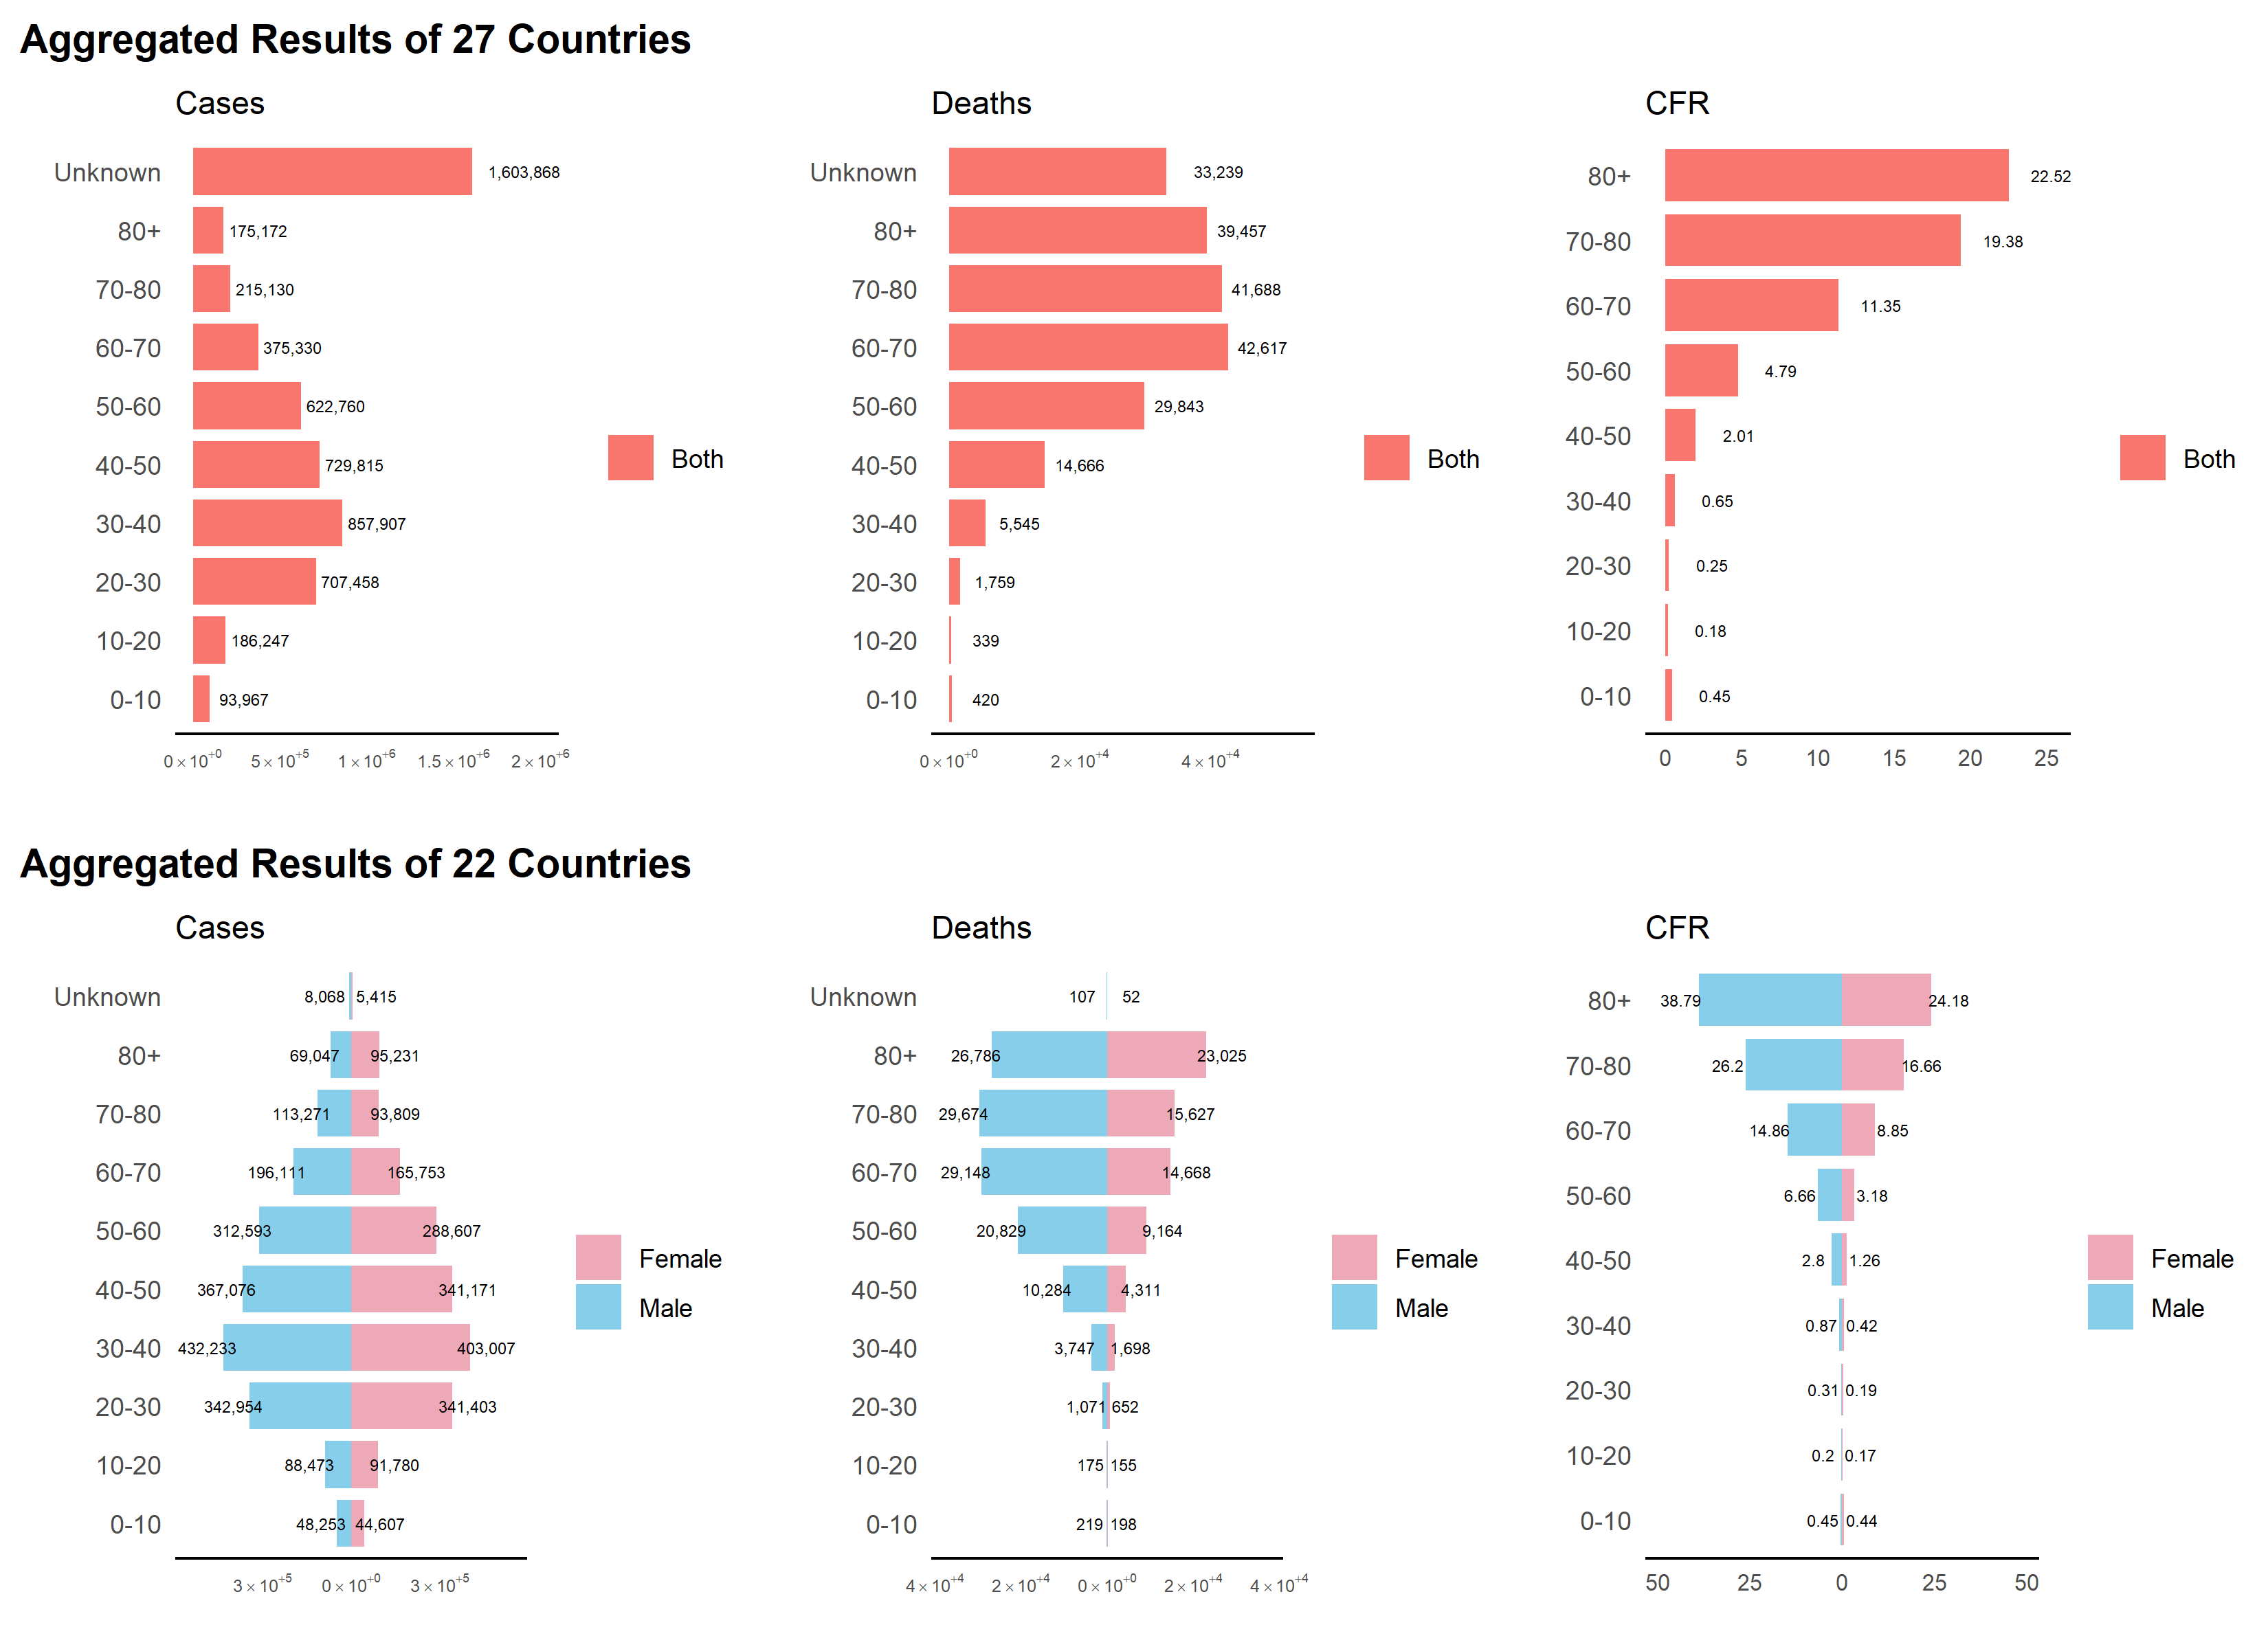 Aggregated Results of 27 Countries
Cases
Unknown 1,603,868
80+ 175,172
70-80 215,130
60-70 375,330
50-60 622,760
40-50 729,815
30-40 857,907
20-30 707,458
10-20 186,247
0-10 93,967
0×10⁺⁰ 5×10⁺⁵ 1×10⁺⁶ 1.5×10⁺⁶ 2×10⁺⁶
Both
Deaths
Unknown 33,239
80+ 39,457
70-80 41,688
60-70 42,617
50-60 29,843
40-50 14,666
30-40 5,545
20-30 1,759
10-20 339
0-10 420
0×10⁺⁰ 2×10⁺⁴ 4×10⁺⁴
Both
CFR
80+ 22.52
70-80 19.38
60-70 11.35
50-60 4.79
40-50 2.01
30-40 0.65
20-30 0.25
10-20 0.18
0-10 0.45
0 5 10 15 20 25
Both
Aggregated Results of 22 Countries
Cases
Unknown 8,068 5,415
80+ 69,047 95,231
70-80 113,271 93,809
60-70 196,111 165,753
50-60 312,593 288,607
40-50 367,076 341,171
30-40 432,233 403,007
20-30 342,954 341,403
10-20 88,473 91,780
0-10 48,253 44,607
3×10⁺⁵ 0×10⁺⁰ 3×10⁺⁵
Female
Male
Deaths
Unknown 107 52
80+ 26,786 23,025
70-80 29,674 15,627
60-70 29,148 14,668
50-60 20,829 9,164
40-50 10,284 4,311
30-40 3,747 1,698
20-30 1,071 652
10-20 175 155
0-10 219 198
4×10⁺⁴ 2×10⁺⁴ 0×10⁺⁰ 2×10⁺⁴ 4×10⁺⁴
Female
Male
CFR
80+ 38.79 24.18
70-80 26.2 16.66
60-70 14.86 8.85
50-60 6.66 3.18
40-50 2.8 1.26
30-40 0.87 0.42
20-30 0.31 0.19
10-20 0.2 0.17
0-10 0.45 0.44
50 25 0 25 50
Female
Male